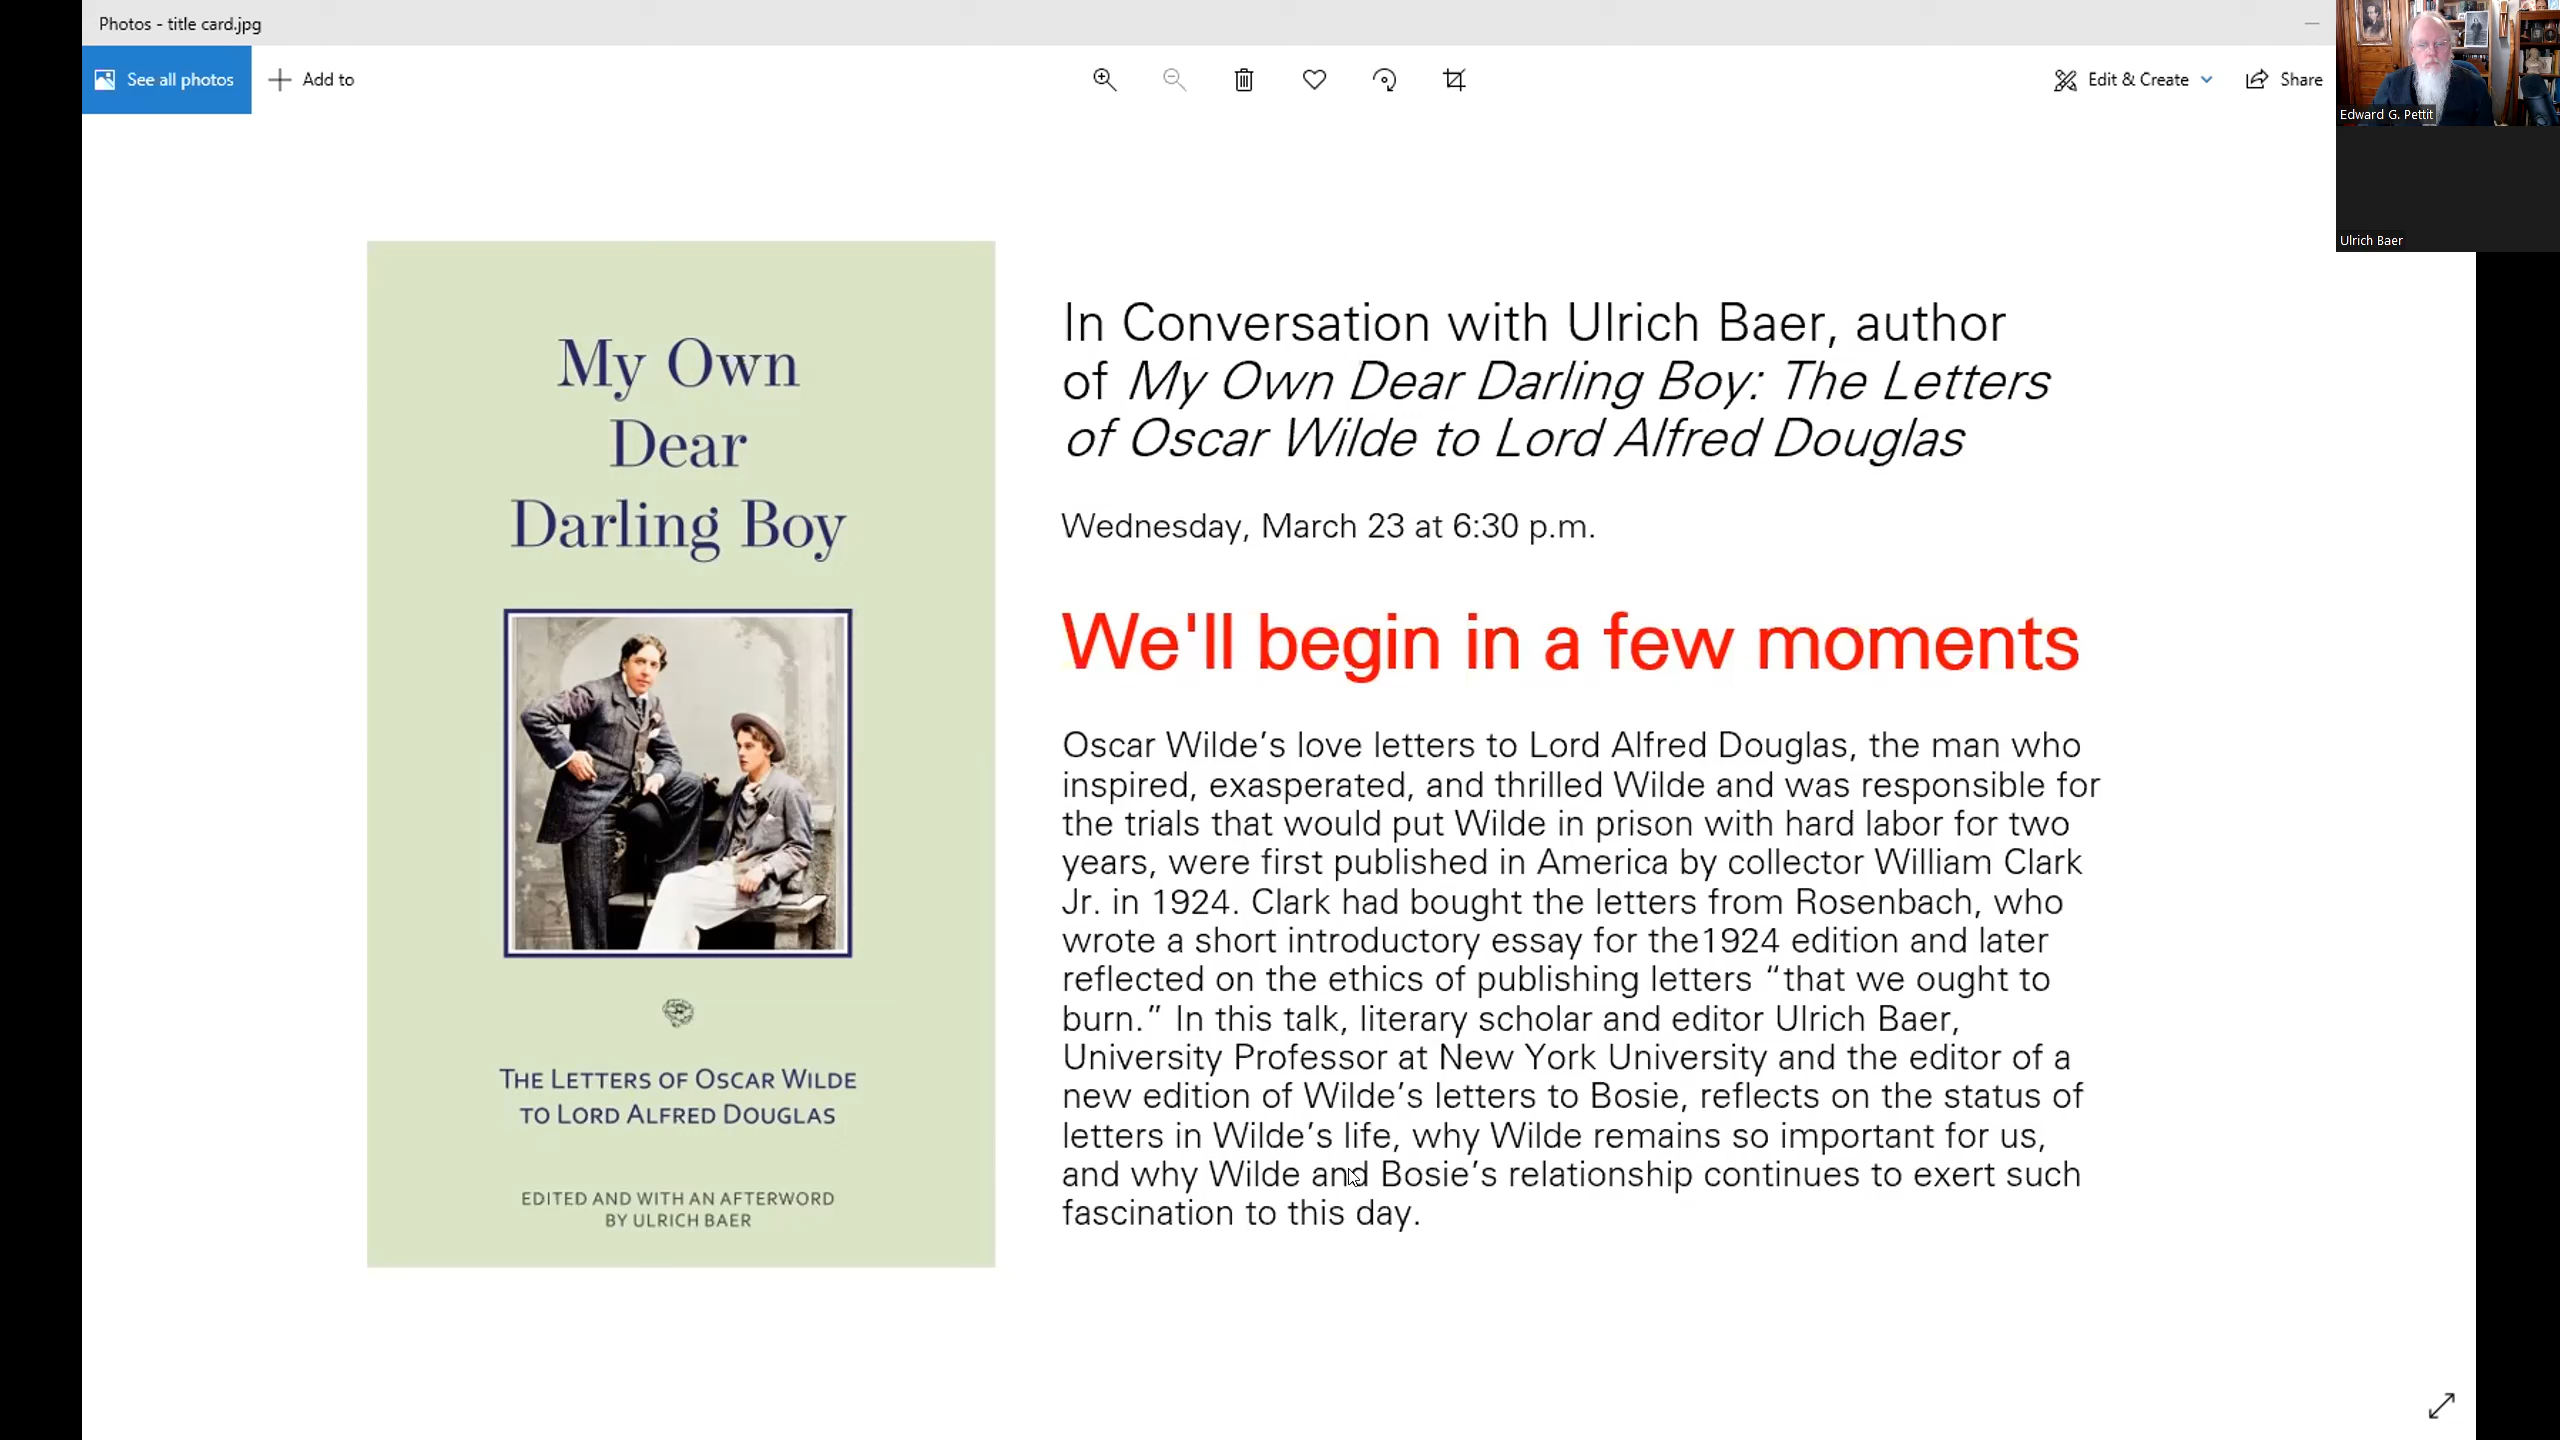 Photos - title card.jpg
See all photos
Add to
Edit & Create
Share
Edward G. Pettit
Ulrich Baer
My Own
Dear
Darling Boy
THE LETTERS OF OSCAR WILDE
TO LORD ALFRED DOUGLAS
EDITED AND WITH AN AFTERWORD
BY ULRICH BAER
In Conversation with Ulrich Baer, author
of My Own Dear Darling Boy: The Letters
of Oscar Wilde to Lord Alfred Douglas
Wednesday, March 23 at 6:30 p.m.
We'll begin in a few moments
Oscar Wilde’s love letters to Lord Alfred Douglas, the man who
inspired, exasperated, and thrilled Wilde and was responsible for
the trials that would put Wilde in prison with hard labor for two
years, were first published in America by collector William Clark
Jr. in 1924. Clark had bought the letters from Rosenbach, who
wrote a short introductory essay for the1924 edition and later
reflected on the ethics of publishing letters “that we ought to
burn.” In this talk, literary scholar and editor Ulrich Baer,
University Professor at New York University and the editor of a
new edition of Wilde’s letters to Bosie, reflects on the status of
letters in Wilde’s life, why Wilde remains so important for us,
and why Wilde and Bosie’s relationship continues to exert such
fascination to this day.